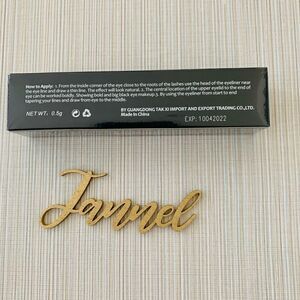 How to Apply: 1. From the inside corner of the eye close to the roots of the lashes use the head of the eyeliner near
the eye line and draw a thin line. The effect will look natural. 2. The central location of the upper eyelid to the end of
eye can be worked boldly. Showing bold and big black eye makeup.3. By using the eyeliner from start to end
tapering your lines and draw from eye to the middle.
BY GUANGDONG TAK XI IMPORT AND EXPORT TRADING CO.,LTD.
NET WT: 0.5g
Made In China
EXP: 10042022
Jannel